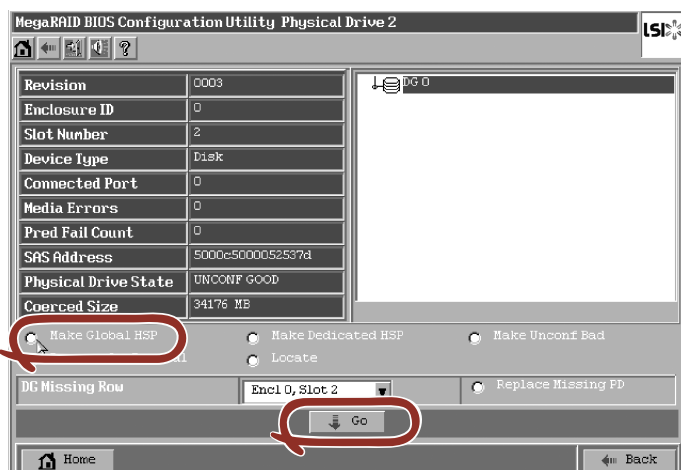 MegaRAID BIOS Configuration Utility Physical Drive 2
LSI
?
Revision 0003
Enclosure ID 0
Slot Number 2
Device Type Disk
Connected Port 0
Media Errors 0
Pred Fail Count 0
SAS Address 5000c5000052537d
Physical Drive State UNCONF GOOD
Coerced Size 34176 MB
DG 0
Make Global HSP Make Dedicated HSP Make Unconf Bad
Locate
DG Missing Row Encl 0, Slot 2 Replace Missing PD
Go
Home Back